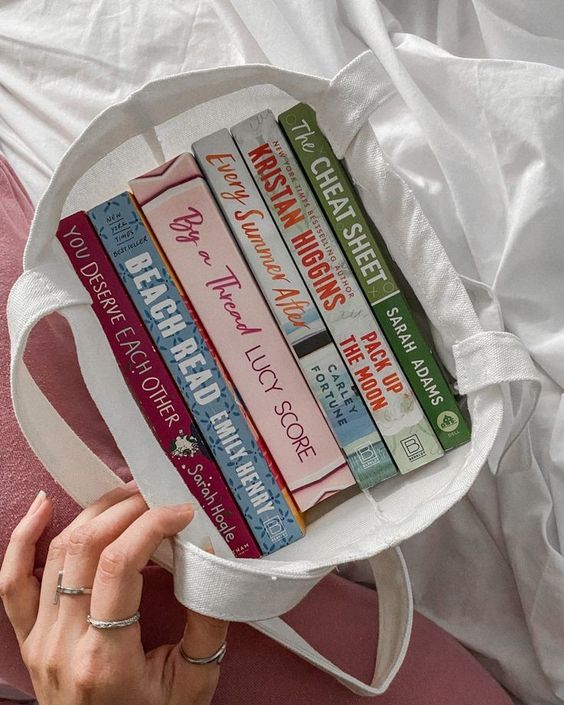 YOU DESERVE EACH OTHER
Sarah Hogle
NEW YORK TIMES BESTSELLER
BEACH READ
EMILY HENRY
By a Thread
LUCY SCORE
Every Summer After
CARLEY FORTUNE
NEW YORK TIMES BESTSELLING AUTHOR
KRISTAN HIGGINS
PACK UP THE MOON
The CHEAT SHEET
SARAH ADAMS